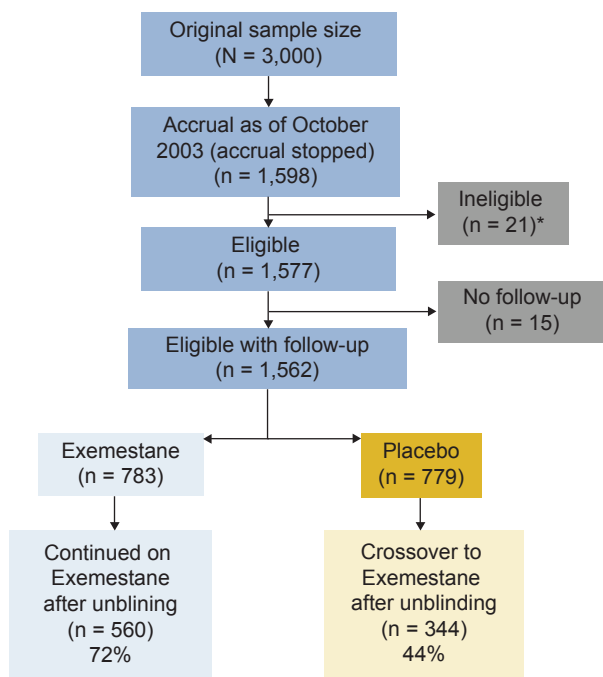 Original sample size
(N = 3,000)
Accrual as of October
2003 (accrual stopped)
(n = 1,598)
Ineligible
(n = 21)*
Eligible
(n = 1,577)
No follow-up
(n = 15)
Eligible with follow-up
(n = 1,562)
Exemestane
(n = 783)
Placebo
(n = 779)
Continued on
Exemestane
after unblining
(n = 560)
72%
Crossover to
Exemestane
after unblinding
(n = 344)
44%